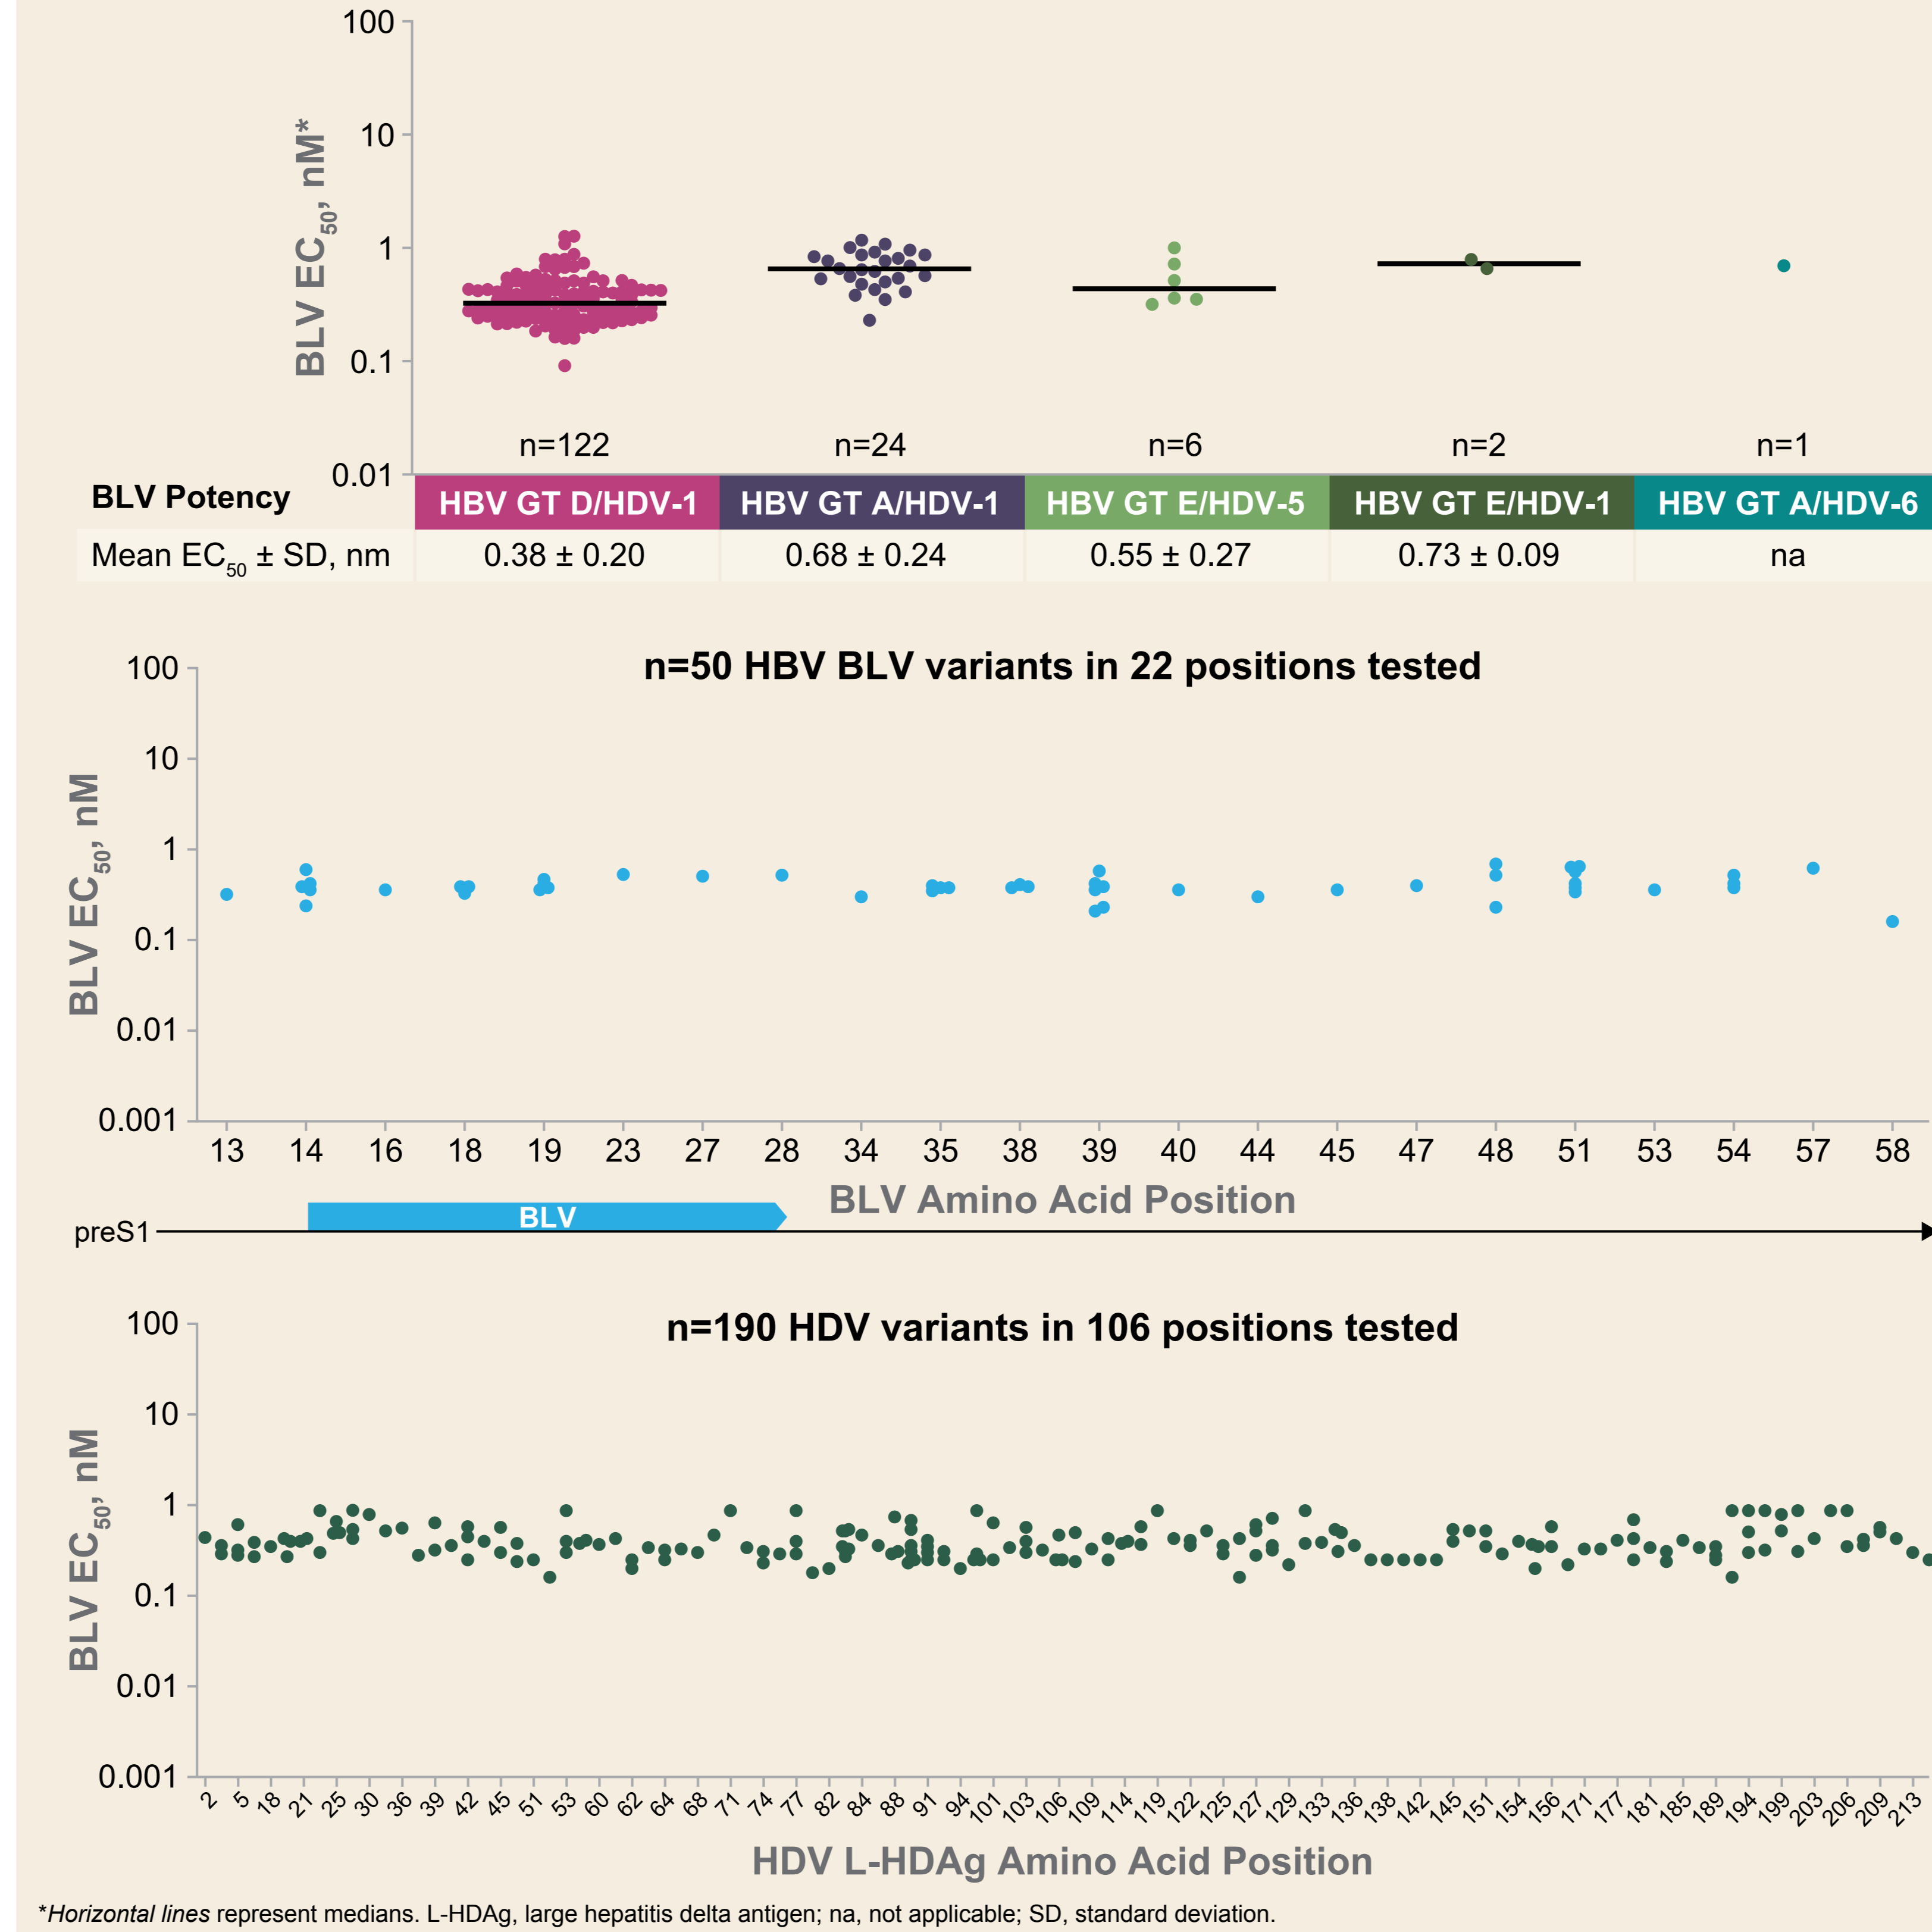 100
10
1
0.1
0.01
BLV EC50, nM*
n=122 n=24 n=6 n=2 n=1
BLV Potency HBV GT D/HDV-1 HBV GT A/HDV-1 HBV GT E/HDV-5 HBV GT E/HDV-1 HBV GT A/HDV-6
Mean EC50 ± SD, nm 0.38 ± 0.20 0.68 ± 0.24 0.55 ± 0.27 0.73 ± 0.09 na
n=50 HBV BLV variants in 22 positions tested
100
10
1
0.1
0.01
0.001
BLV EC50, nM
13 14 16 18 19 23 27 28 34 35 38 39 40 44 45 47 48 51 53 54 57 58
BLV Amino Acid Position
BLV
preS1
n=190 HDV variants in 106 positions tested
100
10
1
0.1
0.01
0.001
BLV EC50, nM
2 5 18 21 25 30 36 39 42 45 51 53 60 62 64 68 71 74 77 82 84 88 91 94 101 103 106 109 114 119 122 125 127 129 133 136 138 142 145 151 154 156 171 177 181 185 189 194 199 203 206 209 213
HDV L-HDAg Amino Acid Position
*Horizontal lines represent medians. L-HDAg, large hepatitis delta antigen; na, not applicable; SD, standard deviation.